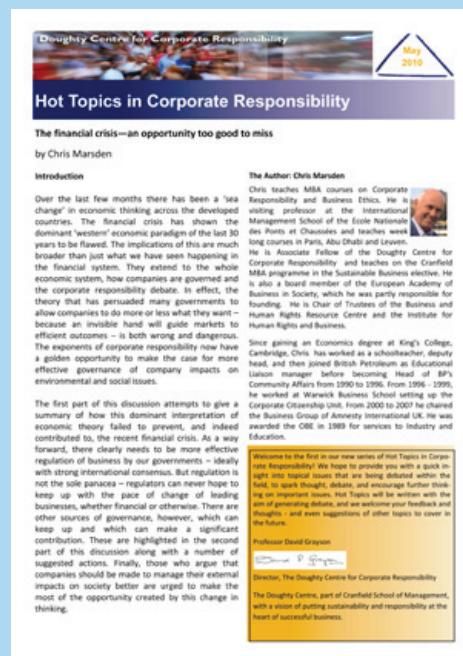 Doughty Centre for Corporate Responsibility
May
2010
Hot Topics in Corporate Responsibility
The financial crisis—an opportunity too good to miss
by Chris Marsden
Introduction
Over the last few months there has been a 'sea
change' in economic thinking across the developed
countries. The financial crisis has shown the
dominant 'western' economic paradigm of the last 30
years to be flawed. The implications of this are much
broader than just what we have seen happening in
the financial system. They extend to the whole
economic system, how companies are governed and
the corporate responsibility debate. In effect, the
theory that has persuaded many governments to
allow companies to do more or less what they want –
because an invisible hand will guide markets to
efficient outcomes – is both wrong and dangerous.
The exponents of corporate responsibility now have
a golden opportunity to make the case for more
effective governance of company impacts on
environmental and social issues.
The first part of this discussion attempts to give a
summary of how this dominant interpretation of
economic theory failed to prevent, and indeed
contributed to, the recent financial crisis. As a way
forward, there clearly needs to be more effective
regulation of business by our governments – ideally
with strong international consensus. But regulation is
not the sole panacea – regulators can never hope to
keep up with the pace of change of leading
businesses, whether financial or otherwise. There are
other sources of governance, however, which can
keep up and which can make a significant
contribution. These are highlighted in the second
part of this discussion along with a number of
suggested actions. Finally, those who argue that
companies should be made to manage their external
impacts on society better are urged to make the
most of the opportunity created by this change in
thinking.
The Author: Chris Marsden
Chris teaches MBA courses on Corporate
Responsibility and Business Ethics. He is
visiting professor at the International
Management School of the Ecole Nationale
des Ponts et Chaussées and teaches week
long courses in Paris, Abu Dhabi and Leuven.
He is Associate Fellow of the Doughty Centre for
Corporate Responsibility and teaches on the Cranfield
MBA programme in the Sustainable Business elective. He
is also a board member of the European Academy of
Business in Society, which he was partly responsible for
founding. He is Chair of Trustees of the Business and
Human Rights Resource Centre and the Institute for
Human Rights and Business.
Since gaining an Economics degree at King's College,
Cambridge, Chris has worked as a schoolteacher, deputy
head, and then joined British Petroleum as Educational
Liaison manager before becoming Head of BP's
Community Affairs from 1990 to 1996. From 1996 - 1999,
he worked at Warwick Business School setting up the
Corporate Citizenship Unit. From 2000 to 2007 he chaired
the Business Group of Amnesty International UK. He was
awarded the OBE in 1989 for services to Industry and
Education.
Welcome to the first in our new series of Hot Topics in Corpo-
rate Responsibility! We hope to provide you with a quick in-
sight into topical issues that are being debated within the
field, to spark thought, debate, and encourage further think-
ing on important issues. Hot Topics will be written with the
aim of generating debate, and we welcome your feedback and
thoughts - and even suggestions of other topics to cover in
the future.
Professor David Grayson
David R Grayson
Director, The Doughty Centre for Corporate Responsibility
The Doughty Centre, part of Cranfield School of Management,
with a vision of putting sustainability and responsibility at the
heart of successful business.